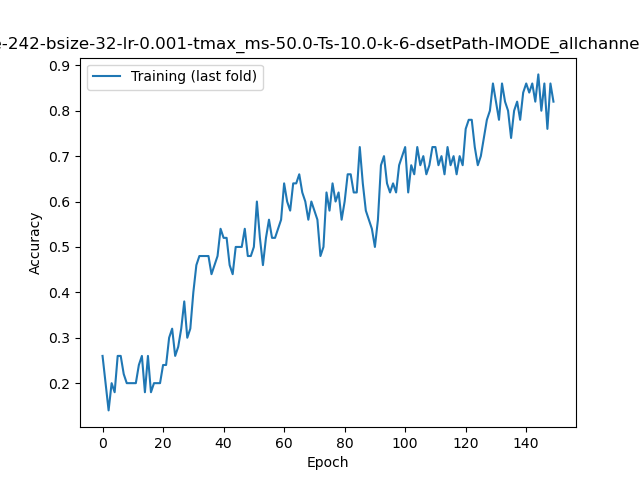 e-242-bsize-32-lr-0.001-tmax_ms-50.0-Ts-10.0-k-6-dsetPath-IMODE_allchanne
Training (last fold)
0.9
0.8
0.7
0.6
0.5
0.4
0.3
0.2
Accuracy
0 20 40 60 80 100 120 140
Epoch